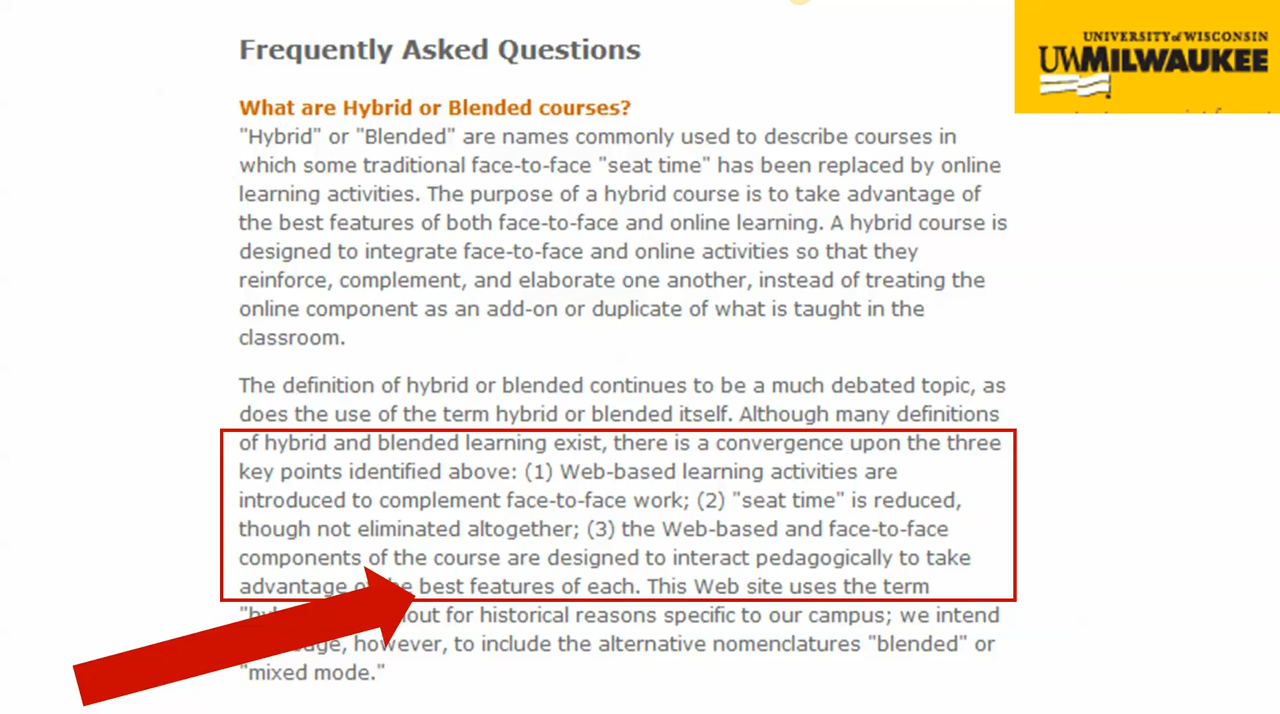 UNIVERSITY of WISCONSIN
UWMILWAUKEE
Frequently Asked Questions
What are Hybrid or Blended courses?
"Hybrid" or "Blended" are names commonly used to describe courses in
which some traditional face-to-face "seat time" has been replaced by online
learning activities. The purpose of a hybrid course is to take advantage of
the best features of both face-to-face and online learning. A hybrid course is
designed to integrate face-to-face and online activities so that they
reinforce, complement, and elaborate one another, instead of treating the
online component as an add-on or duplicate of what is taught in the
classroom.
The definition of hybrid or blended continues to be a much debated topic, as
does the use of the term hybrid or blended itself. Although many definitions
of hybrid and blended learning exist, there is a convergence upon the three
key points identified above: (1) Web-based learning activities are
introduced to complement face-to-face work; (2) "seat time" is reduced,
though not eliminated altogether; (3) the Web-based and face-to-face
components of the course are designed to interact pedagogically to take
advantage best features of each. This Web site uses the term
for historical reasons specific to our campus; we intend
however, to include the alternative nomenclatures "blended" or
"mixed mode."